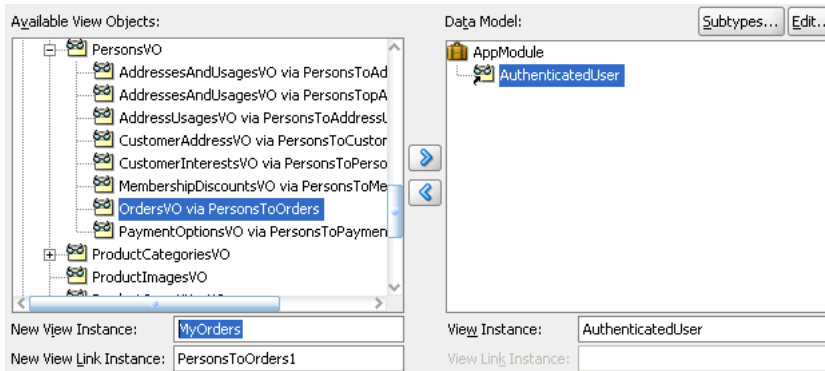 Available View Objects:
PersonsVO
AddressesAndUsagesVO via PersonsToAd
AddressesAndUsagesVO via PersonsTopA
AddressUsagesVO via PersonsToAddressU
CustomerAddressVO via PersonsToCustor
CustomerInterestsVO via PersonsToPerso
MembershipDiscountsVO via PersonsToMe
OrdersVO via PersonsToOrders
PaymentOptionsVO via PersonsToPaymen
ProductCategoriesVO
ProductImagesVO
New View Instance: MyOrders
New View Link Instance: PersonsToOrders1
Data Model:
Subtypes... Edit...
AppModule
AuthenticatedUser
View Instance: AuthenticatedUser
View Link Instance: